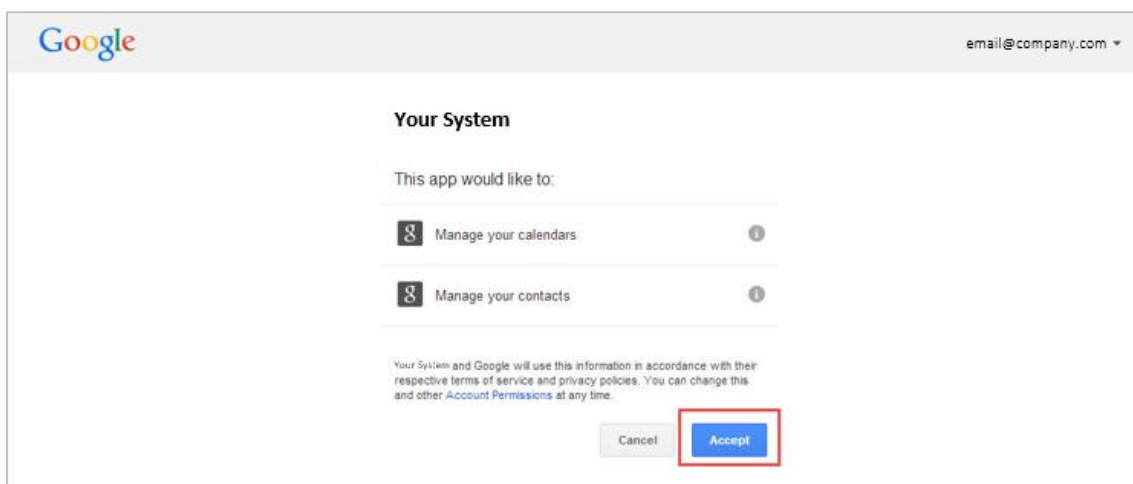 Google
email@company.com
Your System
This app would like to:
Manage your calendars
Manage your contacts
Your System and Google will use this information in accordance with their
respective terms of service and privacy policies. You can change this
and other Account Permissions at any time.
Cancel
Accept